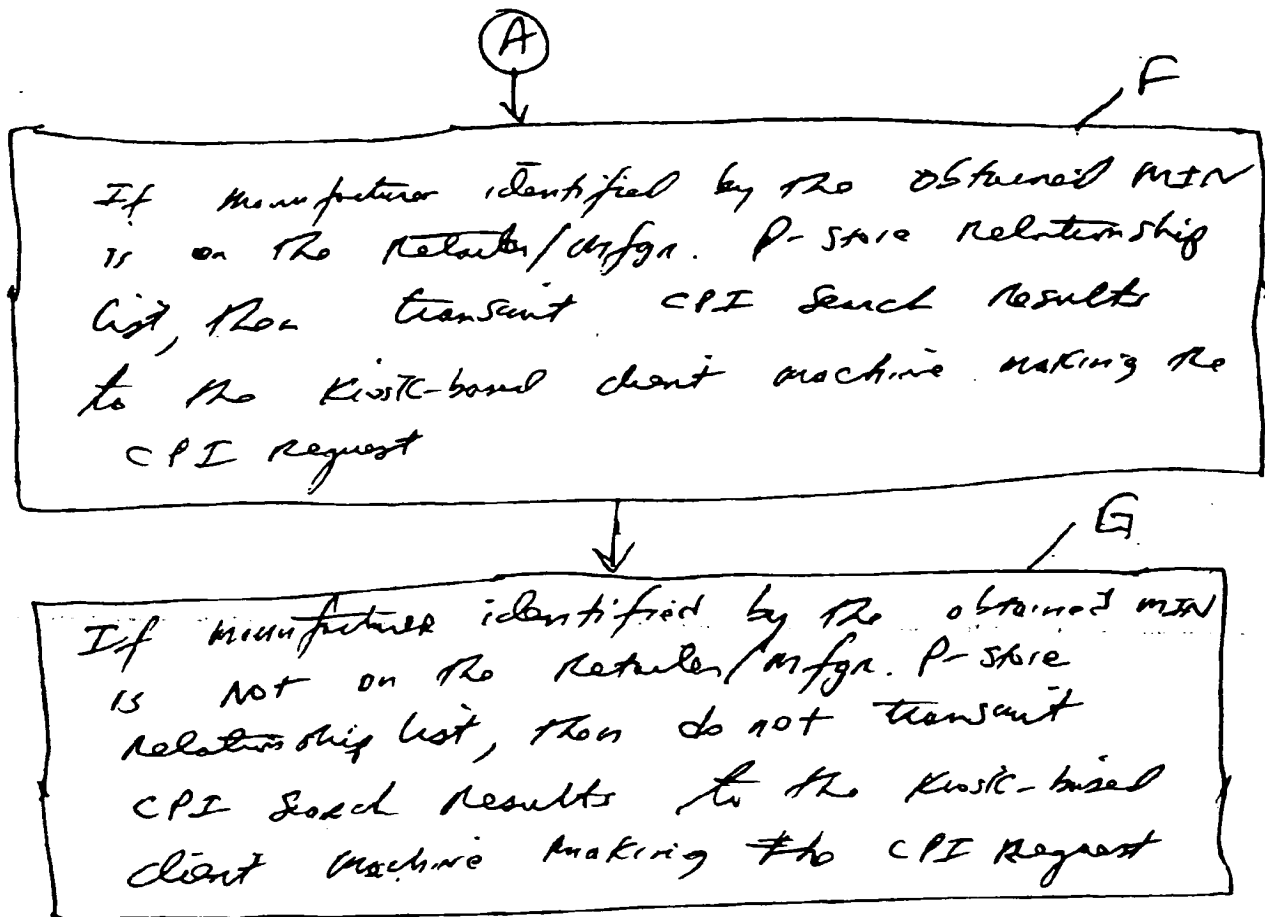 A
F
If manufacturer identified by the obtained MIN
is on the Retailer/Mfgr. P-store relationship
list, then transmit CPI Search Results
to the Kiosk-based client machine making the
CPI Request
G
If manufacturer identified by the obtained MIN
is Not on the Retailer/Mfgr. P-store
relationship list, then do not transmit
CPI Search Results to the Kiosk-based
client machine making the CPI Request